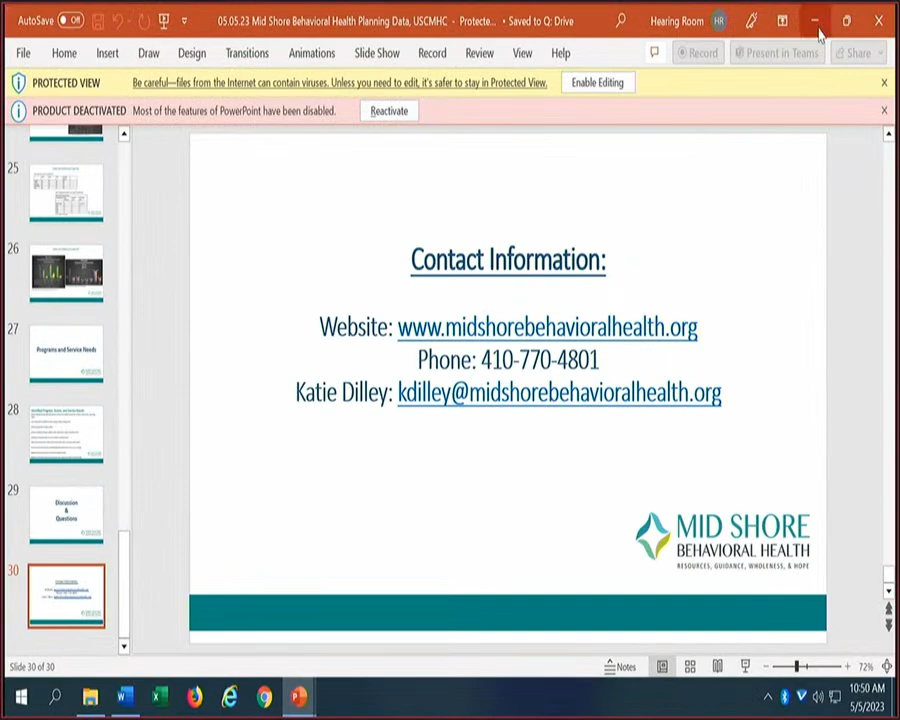 AutoSave Off
05.05.23 Mid Shore Behavioral Health Planning Data, USCMHC - Protecte... • Saved to Q: Drive
Hearing Room HR
File Home Insert Draw Design Transitions Animations Slide Show Record Review View Help
Record Present in Teams Share
PROTECTED VIEW Be careful—files from the Internet can contain viruses. Unless you need to edit, it's safer to stay in Protected View. Enable Editing
PRODUCT DEACTIVATED Most of the features of PowerPoint have been disabled. Reactivate
25
26
27
Programs and Service Needs
28
29
Discussion
&
Questions
30
Contact Information:
Website: www.midshorebehavioralhealth.org
Phone: 410-770-4801
Katie Dilley: kdilley@midshorebehavioralhealth.org
MID SHORE
BEHAVIORAL HEALTH
RESOURCES, GUIDANCE, WHOLENESS, & HOPE
Slide 30 of 30
Notes
72%
10:50 AM
5/5/2023